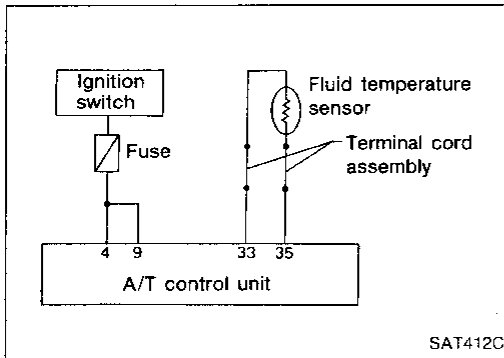 Ignition
switch
Fuse
Fluid temperature
sensor
Terminal cord
assembly
4 9 33 35
A/T control unit
SAT412C